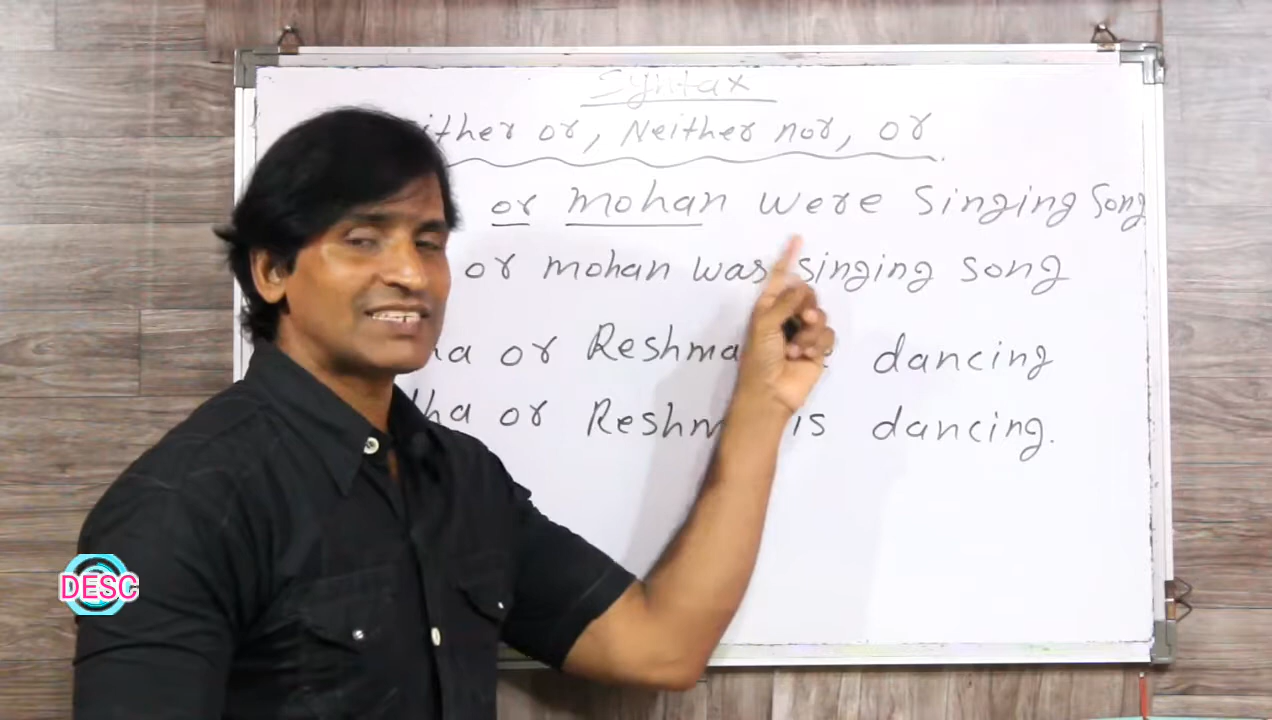 Syntax
ither or, Neither nor, or
or mohan were Singing Song
or mohan was singing song
ha or Reshma dancing
dha or Reshm is dancing.
DESC